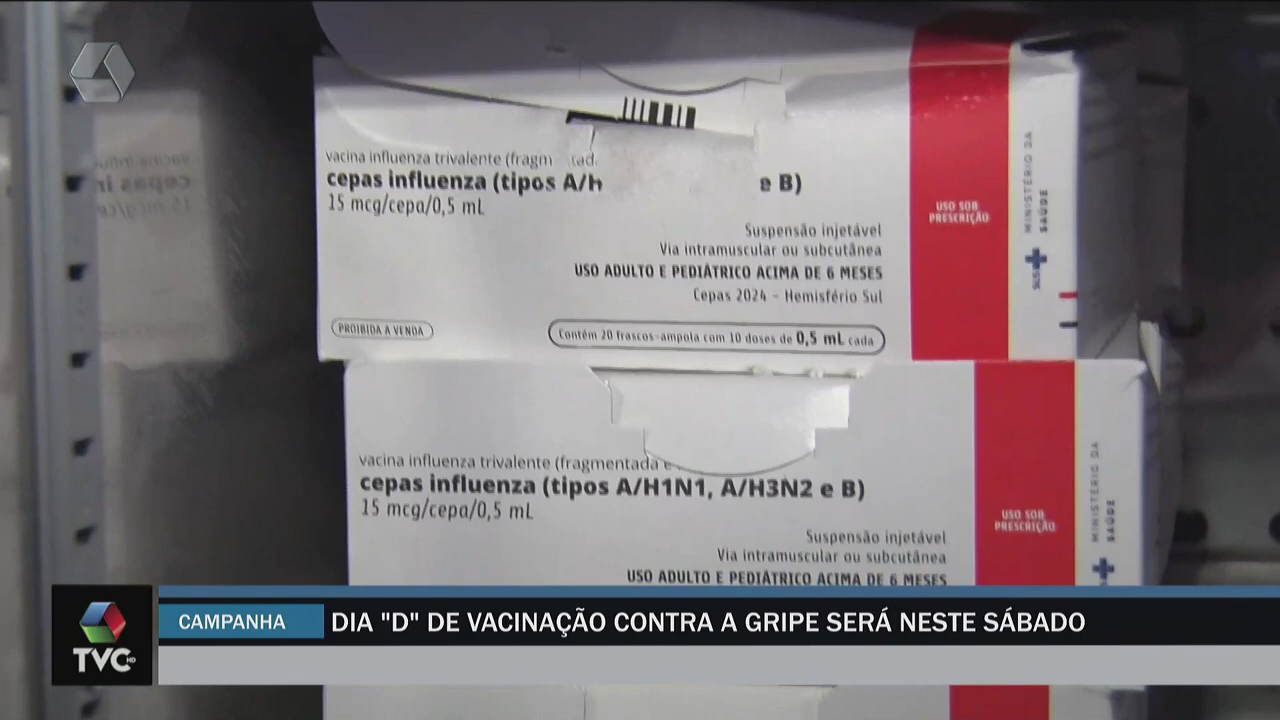 vacina influenza trivalente (fragm tad.
cepas influenza (tipos A/H e B)
15 mcg/cepa/0,5 mL
Suspensão injetável
Via intramuscular ou subcutânea
USO ADULTO E PEDIÁTRICO ACIMA DE 6 MESES
Cepas 2024 - Hemisfério Sul
PROIBIDA A VENDA
Contém 20 frascos-ampola com 10 doses de 0,5 mL cada
USO SOB
PRESCRIÇÃO
SUS
MINISTÉRIO DA
SAÚDE
vacina influenza trivalente (fragmentada e
cepas influenza (tipos A/H1N1, A/H3N2 e B)
15 mcg/cepa/0,5 mL
Suspensão injetável
Via intramuscular ou subcutânea
USO ADULTO E PEDIÁTRICO ACIMA DE 6 MESES
USO SOB
PRESCRIÇÃO
MINISTÉRIO DA
SAÚDE
TVC HD
CAMPANHA
DIA "D" DE VACINAÇÃO CONTRA A GRIPE SERÁ NESTE SÁBADO